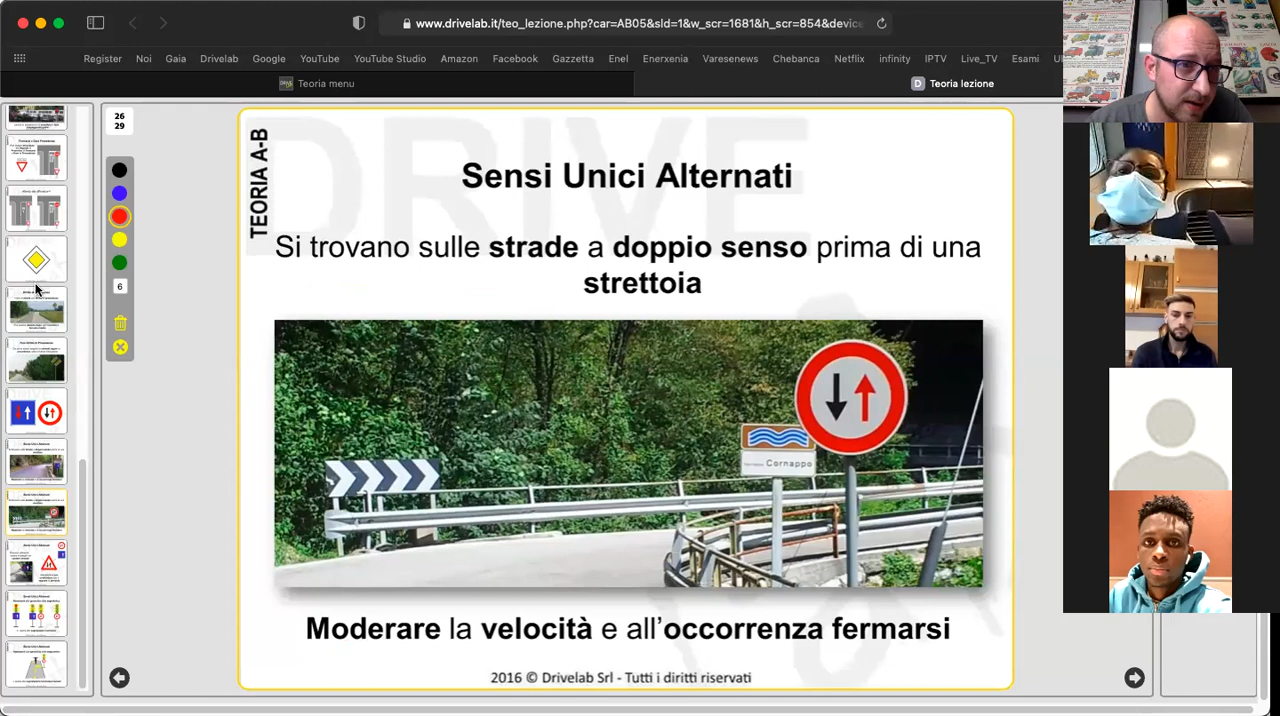 www.drivelab.it/teo_lezione.php?car=AB05&sld=1&w_scr=1681&h_scr=854&device
Register Noi Gaia Drivelab Google YouTube YouTube Studio Amazon Facebook Gazzetta Enel Enerxenia Varesenews Chebanca Netflix infinity IPTV Live_TV Esami
Teoria menu
D Teoria lezione
26
29
6
TEORIA A-B
Sensi Unici Alternati
Si trovano sulle strade a doppio senso prima di una
strettoia
Cornappo
Moderare la velocità e all'occorrenza fermarsi
2016 © Drivelab Srl - Tutti i diritti riservati